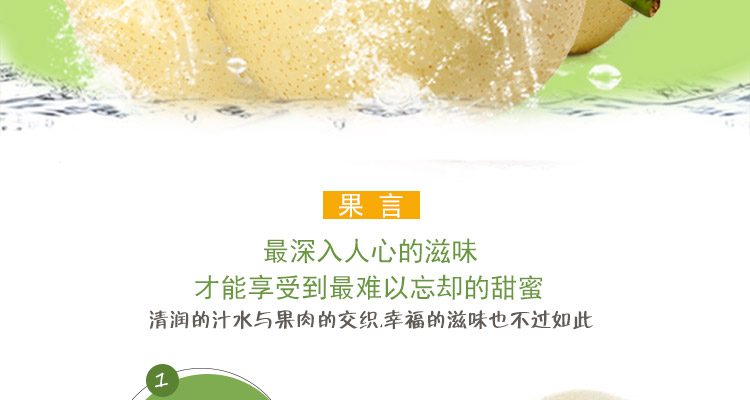 果 言
最深入人心的滋味
才能享受到最难以忘却的甜蜜
清润的汁水与果肉的交织,幸福的滋味也不过如此
1